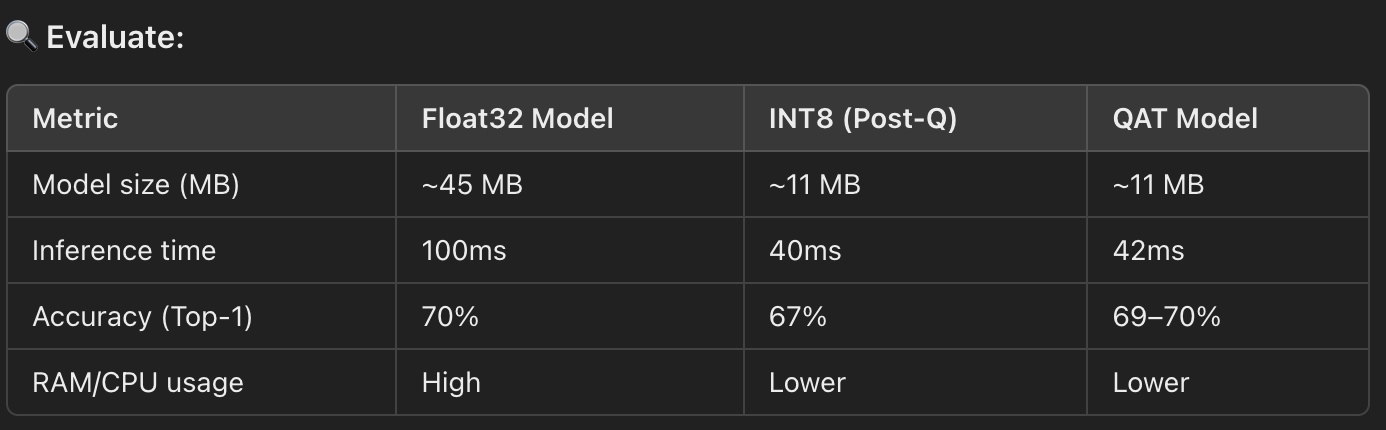 🔍 Evaluate:
Metric Float32 Model INT8 (Post-Q) QAT Model
Model size (MB) ~45 MB ~11 MB ~11 MB
Inference time 100ms 40ms 42ms
Accuracy (Top-1) 70% 67% 69–70%
RAM/CPU usage High Lower Lower